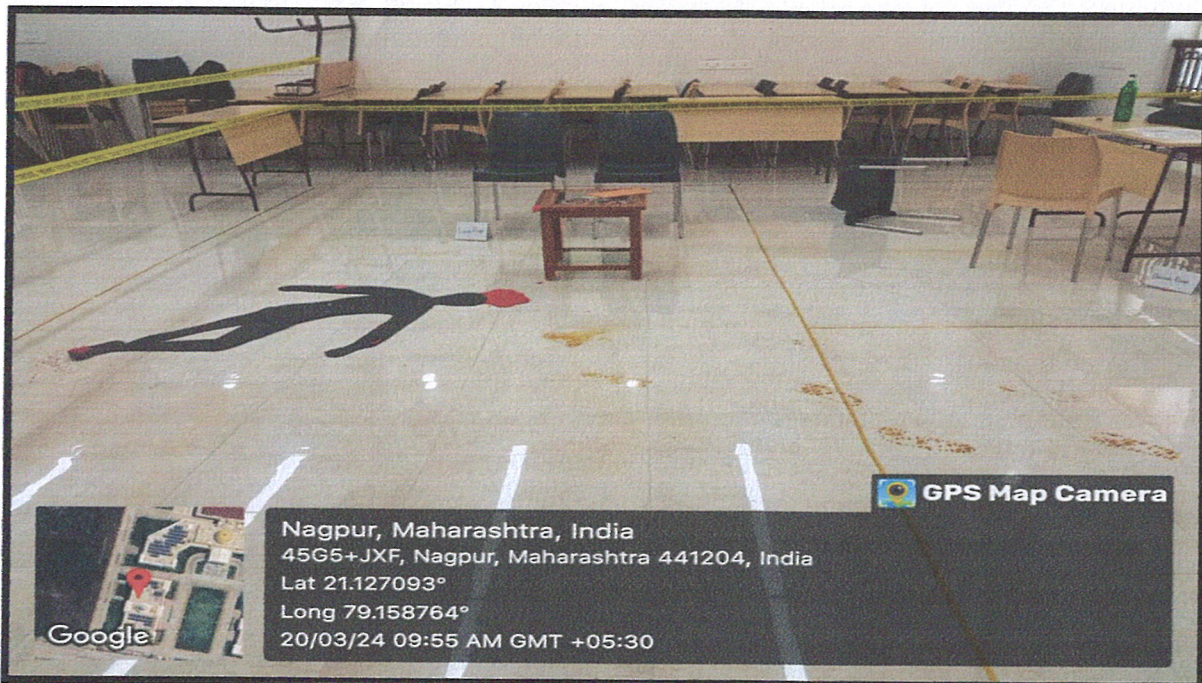 GPS Map Camera
Nagpur, Maharashtra, India
45G5+JXF, Nagpur, Maharashtra 441204, India
Lat 21.127093°
Long 79.158764°
20/03/24 09:55 AM GMT +05:30
Google